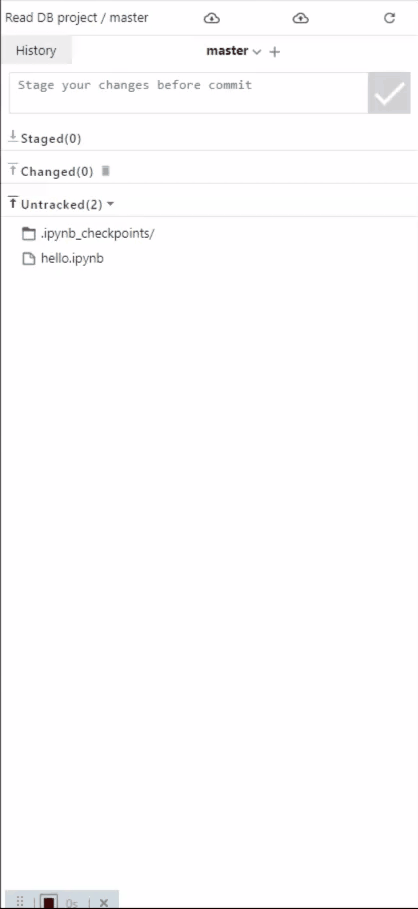 Read DB project / master
History
master
Stage your changes before commit
Staged(0)
Changed(0)
Untracked(2)
.ipynb_checkpoints/
hello.ipynb
0s